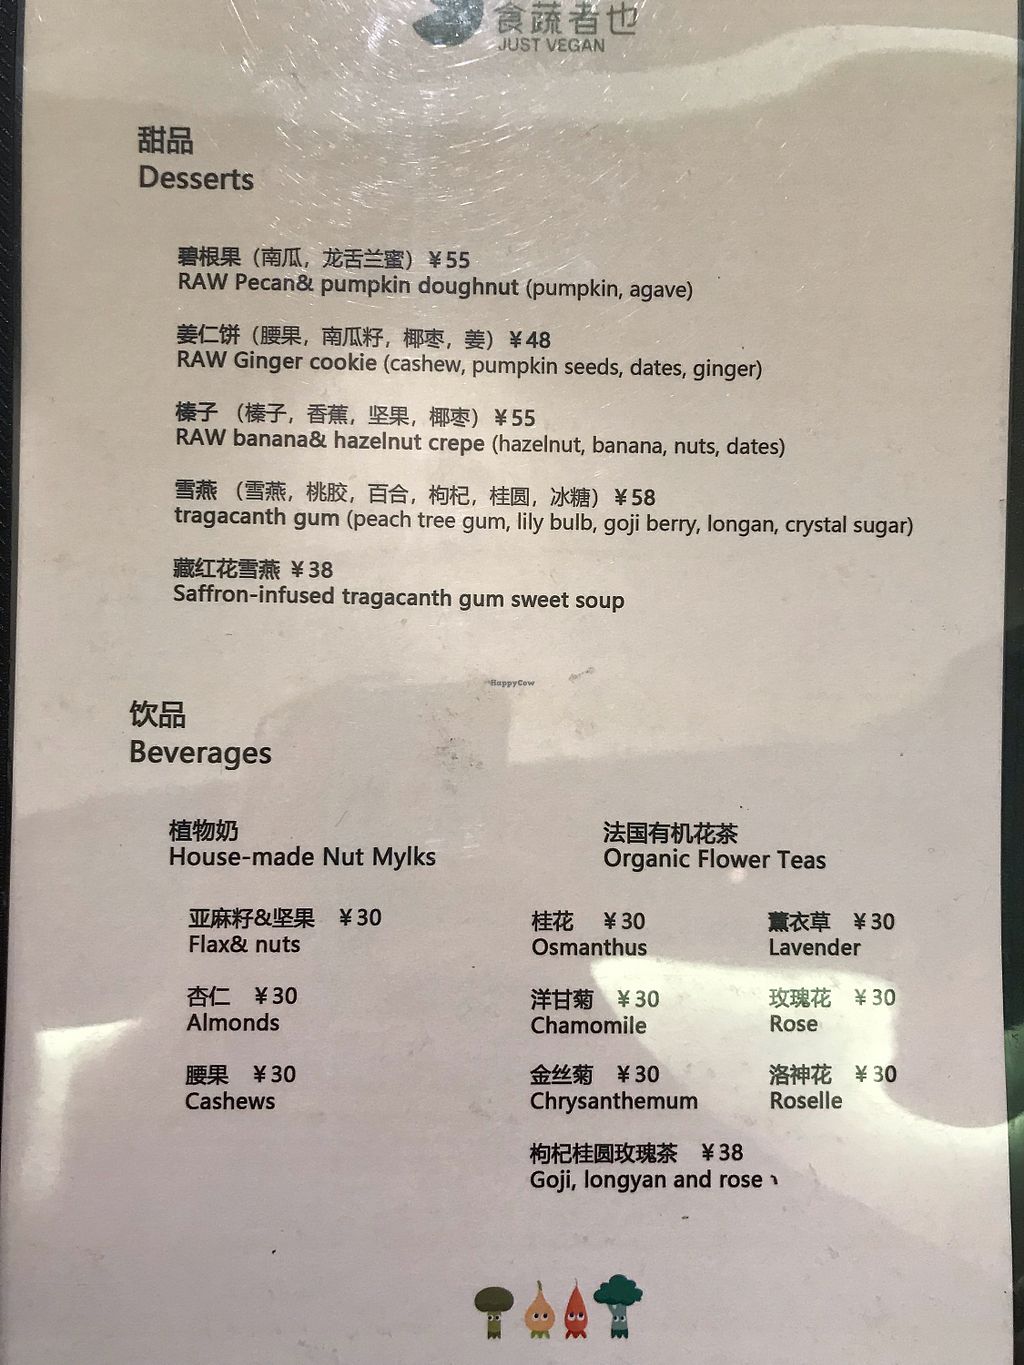 食蔬者也
JUST VEGAN
甜品
Desserts
碧根果（南瓜，龙舌兰蜜）￥55
RAW Pecan& pumpkin doughnut (pumpkin, agave)
姜仁饼（腰果，南瓜籽，椰枣，姜）￥48
RAW Ginger cookie (cashew, pumpkin seeds, dates, ginger)
榛子 （榛子，香蕉，坚果，椰枣）￥55
RAW banana& hazelnut crepe (hazelnut, banana, nuts, dates)
雪燕 （雪燕，桃胶，百合，枸杞，桂圆，冰糖）￥58
tragacanth gum (peach tree gum, lily bulb, goji berry, longan, crystal sugar)
藏红花雪燕 ￥38
Saffron-infused tragacanth gum sweet soup
HappyCow
饮品
Beverages
植物奶
House-made Nut Mylks
亚麻籽&坚果 ￥30
Flax& nuts
杏仁 ￥30
Almonds
腰果 ￥30
Cashews
法国有机花茶
Organic Flower Teas
桂花 ￥30
Osmanthus
洋甘菊 ￥30
Chamomile
金丝菊 ￥30
Chrysanthemum
薰衣草 ￥30
Lavender
玫瑰花 ￥30
Rose
洛神花 ￥30
Roselle
枸杞桂圆玫瑰茶 ￥38
Goji, longyan and rose、